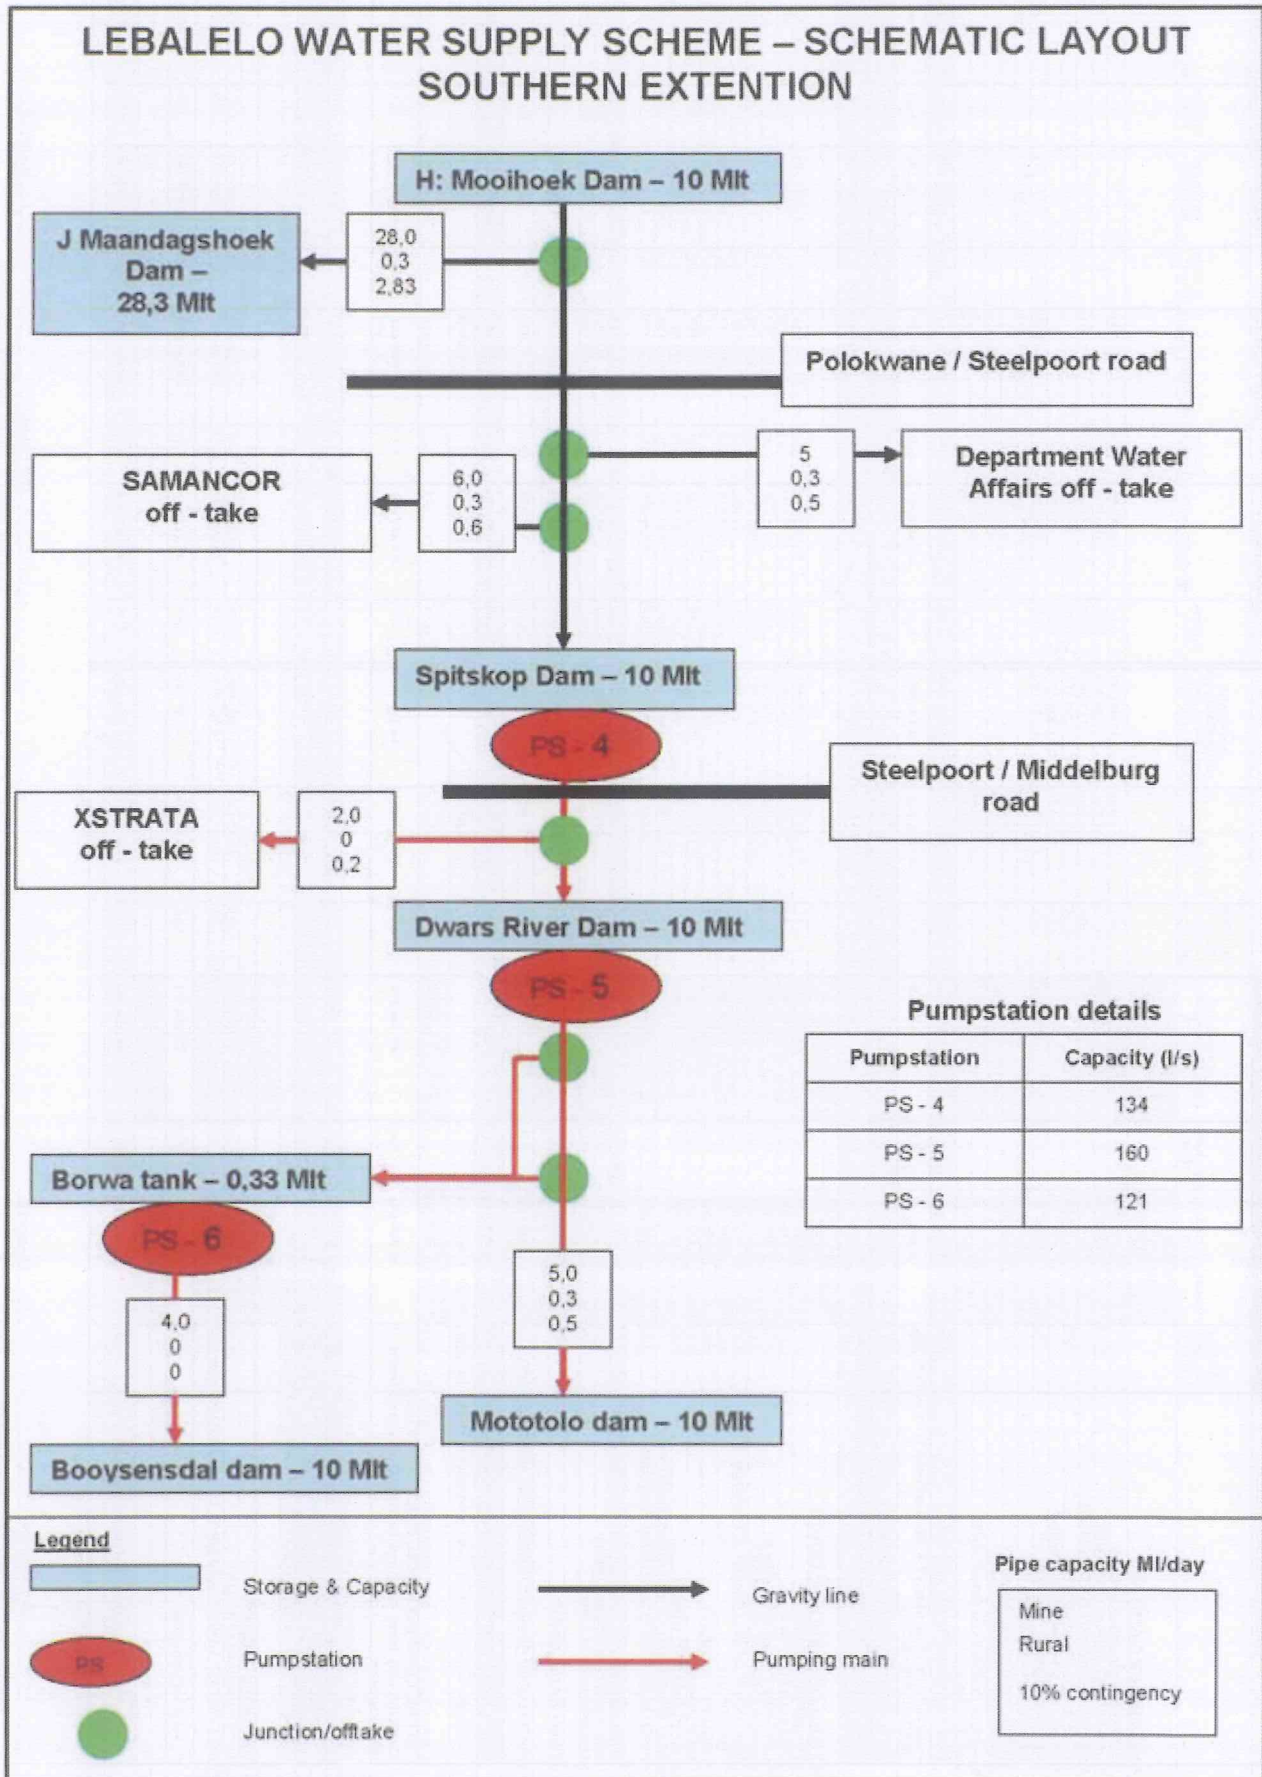 LEBALELO WATER SUPPLY SCHEME – SCHEMATIC LAYOUT
SOUTHERN EXTENTION
H: Mooihoek Dam – 10 Mlt
J Maandagshoek
Dam –
28,3 Mlt
28,0
0,3
2,83
Polokwane / Steelpoort road
SAMANCOR
off - take
6,0
0,3
0,6
5
0,3
0,5
Department Water
Affairs off - take
Spitskop Dam – 10 Mlt
PS - 4
Steelpoort / Middelburg
road
XSTRATA
off - take
2,0
0
0,2
Dwars River Dam – 10 Mlt
PS - 5
Pumpstation details
Pumpstation Capacity (l/s)
PS - 4 134
PS - 5 160
PS - 6 121
Borwa tank – 0,33 Mlt
PS - 6
4,0
0
0
5,0
0,3
0,5
Mototolo dam – 10 Mlt
Booysensdal dam – 10 Mlt
Legend
Storage & Capacity
Gravity line
PS
Pumpstation
Pumping main
Junction/offtake
Pipe capacity Ml/day
Mine
Rural
10% contingency